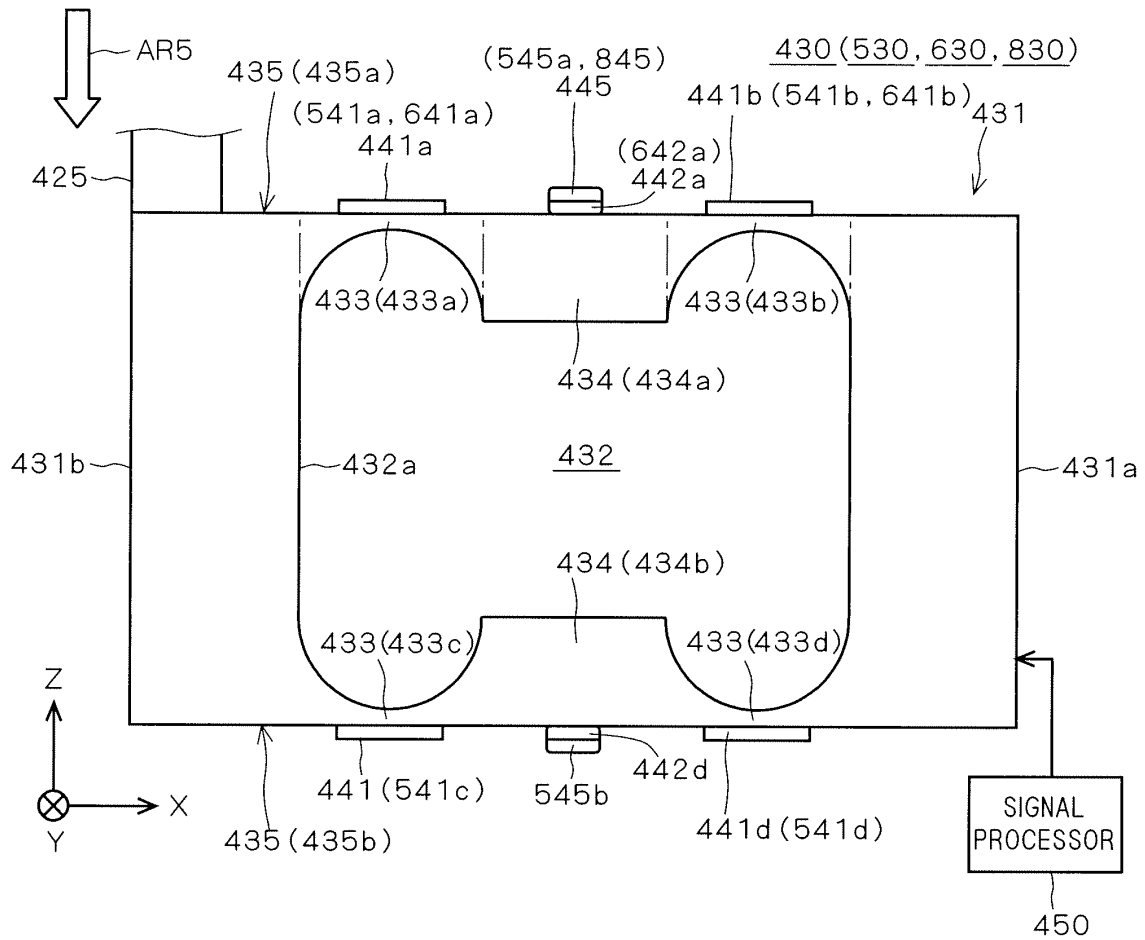 AR5
430 (530, 630, 830)
(545a, 845)
445
435 (435a)
(541a, 641a)
441a
441b (541b, 641b)
431
(642a)
442a
425
433 (433a)
433 (433b)
434 (434a)
431b
432a
432
431a
434 (434b)
433 (433c)
433 (433d)
Z
X
Y
441 (541c)
442d
545b
441d (541d)
435 (435b)
SIGNAL
PROCESSOR
450